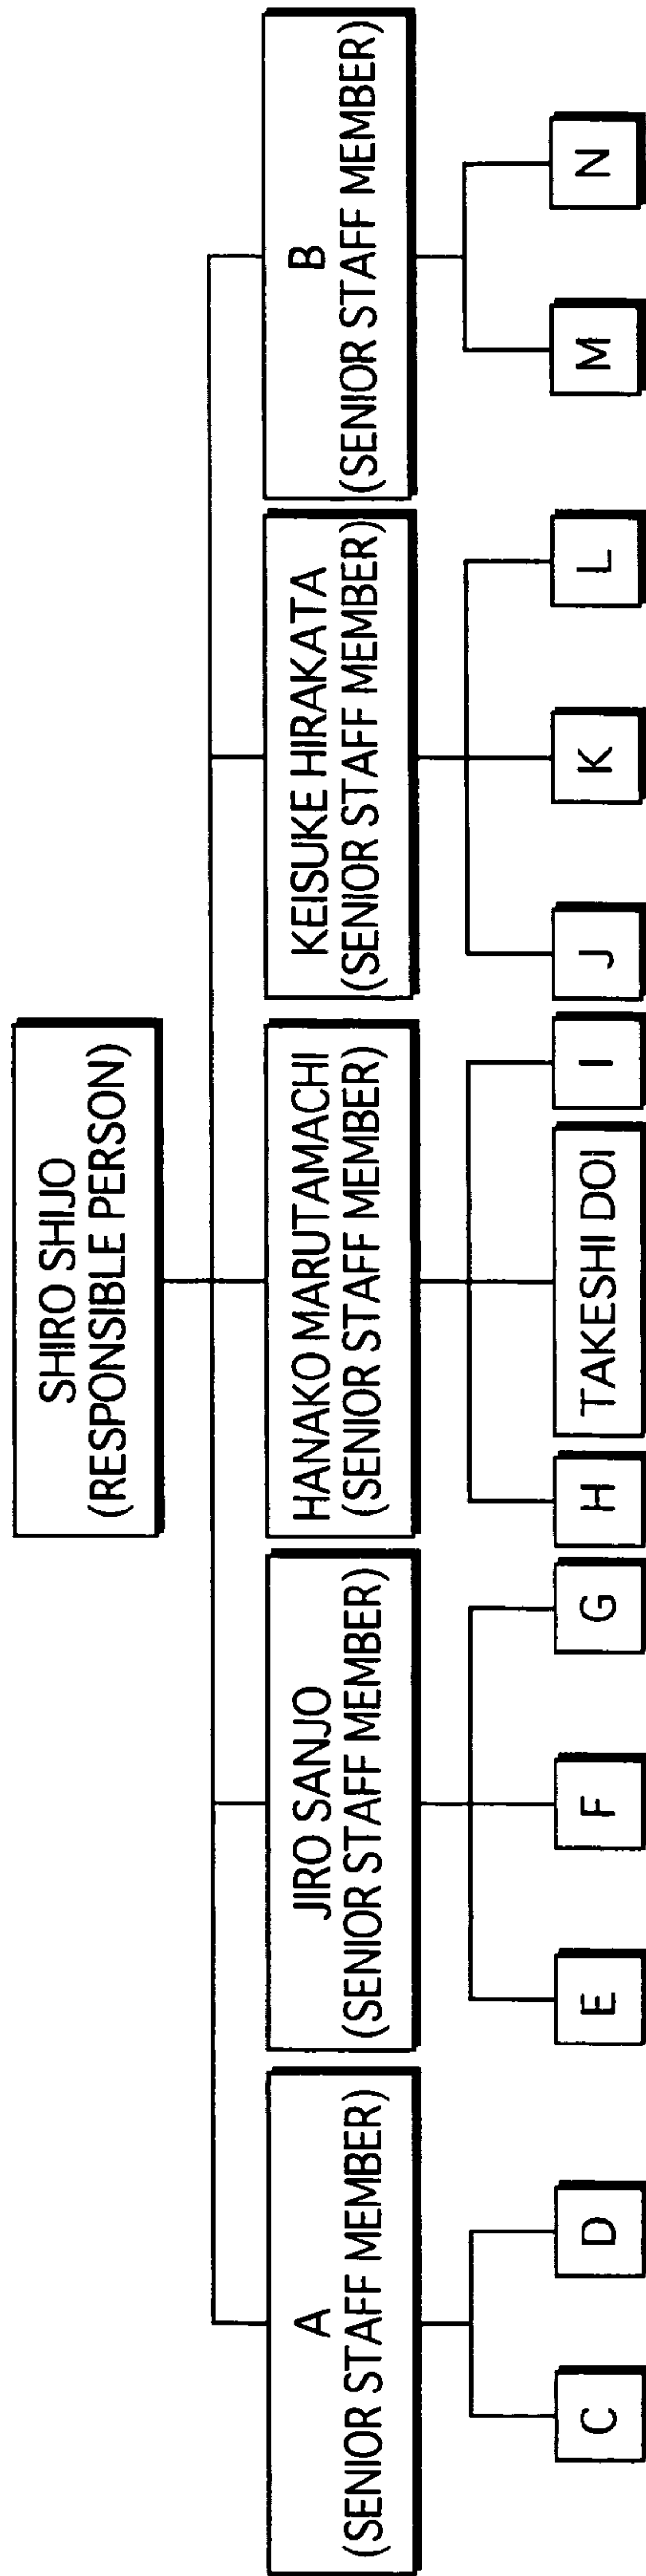 SHIRO SHIJO
(RESPONSIBLE PERSON)
A
(SENIOR STAFF MEMBER)
JIRO SANJO
(SENIOR STAFF MEMBER)
HANAKO MARUTAMACHI
(SENIOR STAFF MEMBER)
KEISUKE HIRAKATA
(SENIOR STAFF MEMBER)
B
(SENIOR STAFF MEMBER)
C
D
E
F
G
H
TAKESHI DOI
I
J
K
L
M
N